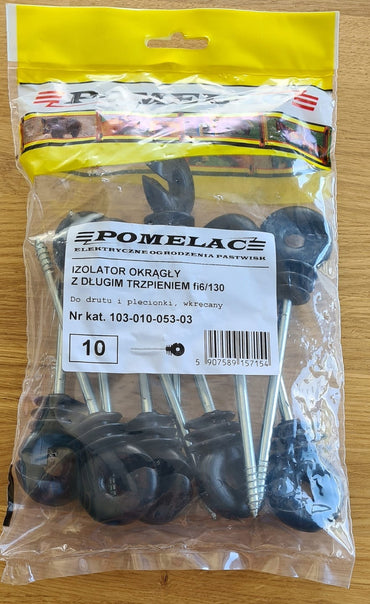 POMELAC
POMELAC
ELEKTRYCZNE OGRODZENIA PASTWISK
IZOLATOR OKRĄGŁY
Z DŁUGIM TRZPIENIEM fi6/130
Do drutu i plecionki, wkręcany
Nr kat. 103-010-053-03
10
5 907589 157154